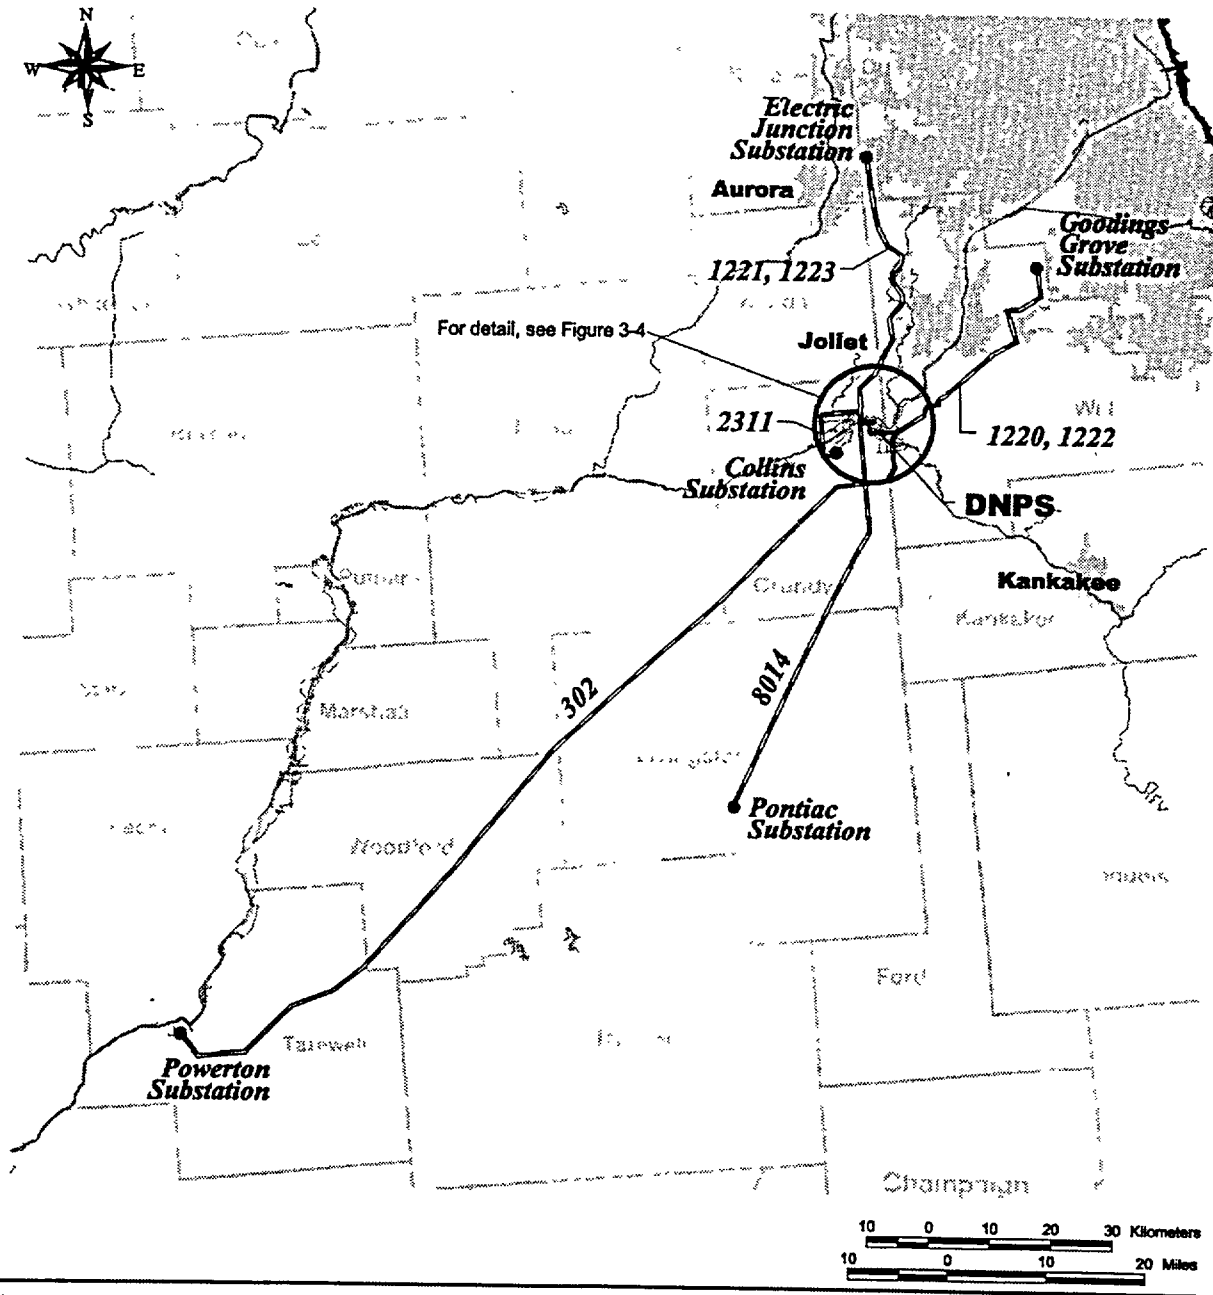 N
W E
S
Electric
Junction
Substation
Aurora
Goodings
Grove
Substation
1221, 1223
For detail, see Figure 3-4
Joliet
2311
Will
1220, 1222
Collins
Substation
DNPS
Grundy
Kankakee
Kankakee
Putnam
302
8014
Marshall
Pontiac
Substation
Woodford
Ford
Powerton
Substation
Tazewell
Champaign
10 0 10 20 30 Kilometers
10 0 10 20 Miles